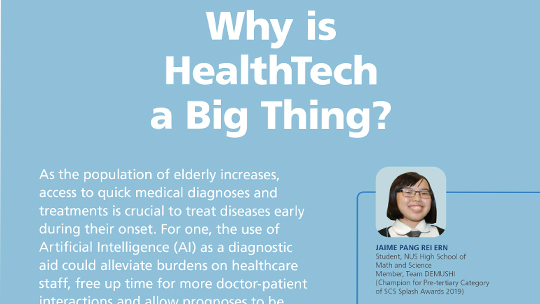 Why is
HealthTech
a Big Thing?
As the population of elderly increases,
access to quick medical diagnoses and
treatments is crucial to treat diseases early
during their onset. For one, the use of
Artificial Intelligence (AI) as a diagnostic
aid could alleviate burdens on healthcare
staff, free up time for more doctor-patient
interactions and allow prognoses to be
JAIME PANG REI ERN
Student, NUS High School of
Math and Science
Member, Team DEMUSHI
(Champion for Pre-tertiary Category
of SCS Splash Awards 2019)